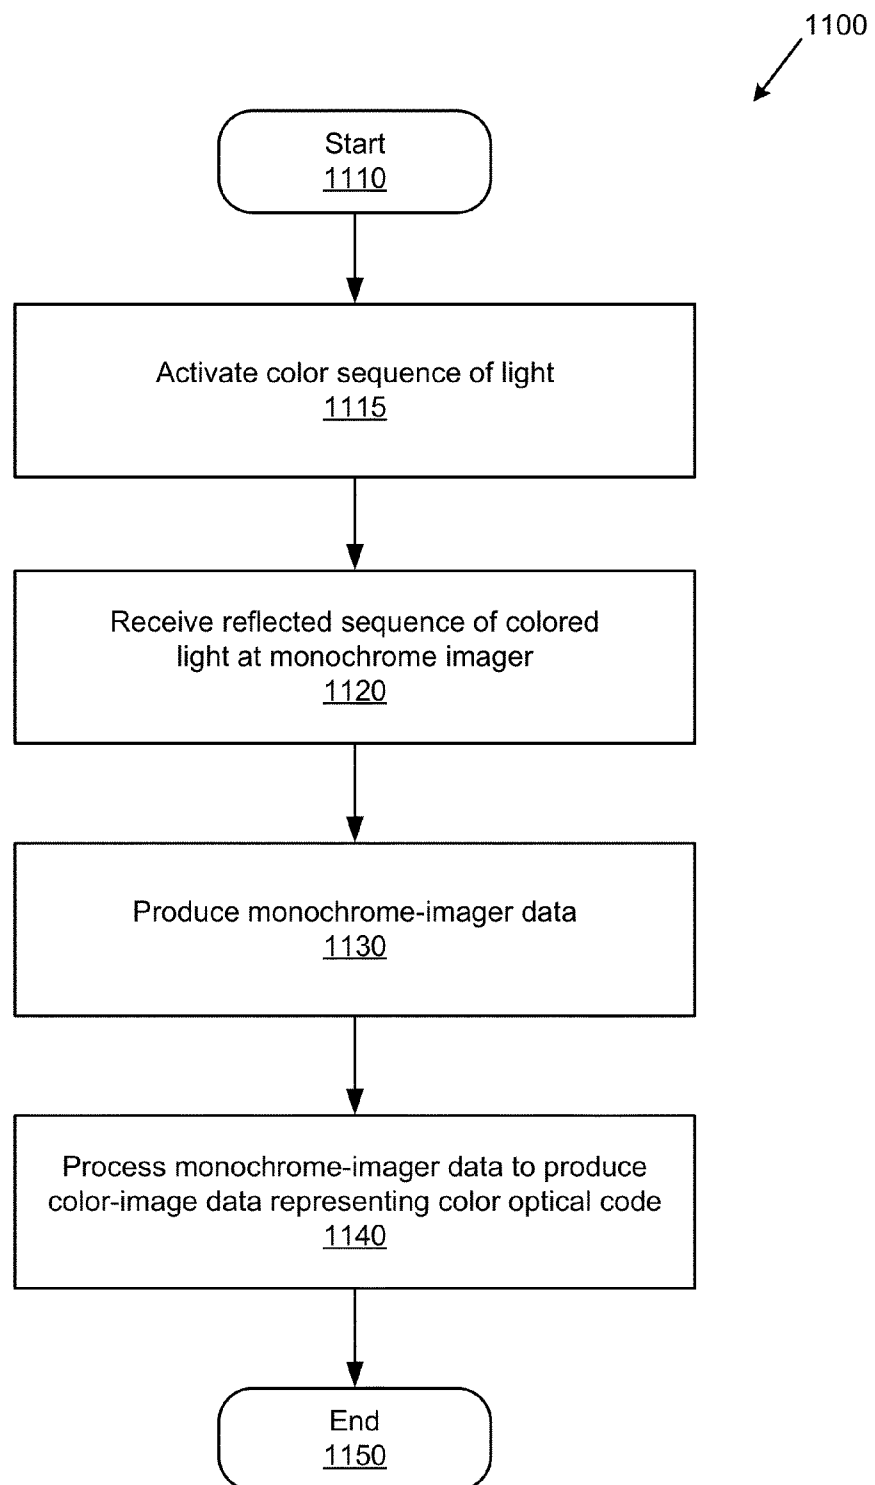 1100
Start
1110
Activate color sequence of light
1115
Receive reflected sequence of colored
light at monochrome imager
1120
Produce monochrome-imager data
1130
Process monochrome-imager data to produce
color-image data representing color optical code
1140
End
1150